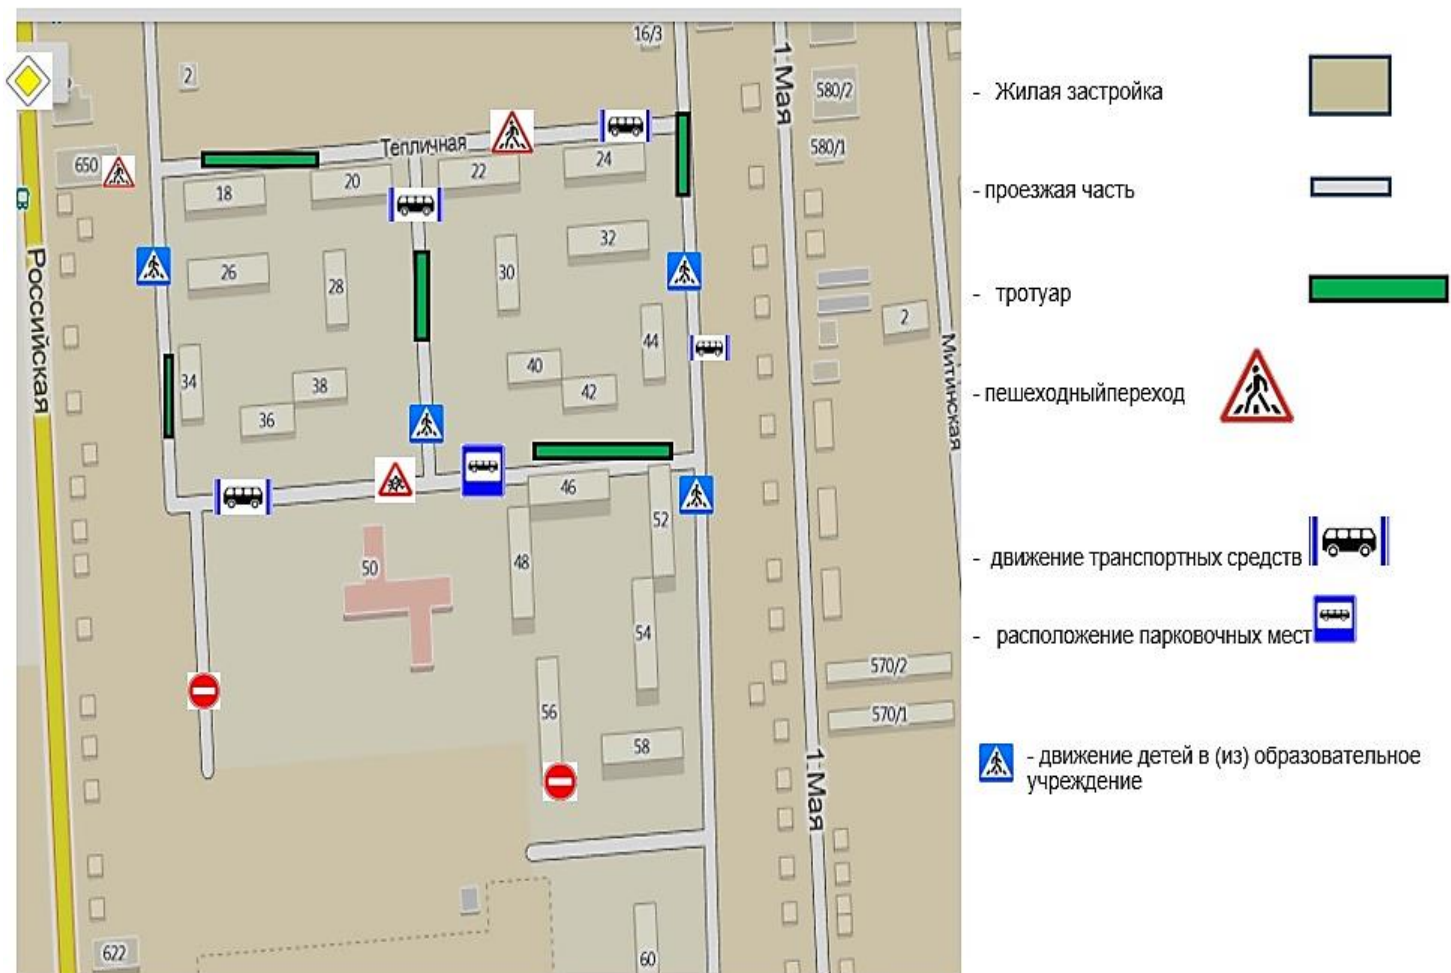 16/3
2
580/2
1 Мая
580/1
Тепличная
650
18
20
22
24
26
28
30
32
Российская
34
38
36
40
42
44
2
Митинская
46
48
50
52
54
56
58
570/2
570/1
1 Мая
622
60
- Жилая застройка
- проезжая часть
- тротуар
- пешеходныйпереход
- движение транспортных средств
- расположение парковочных мест
- движение детей в (из) образовательное
учреждение